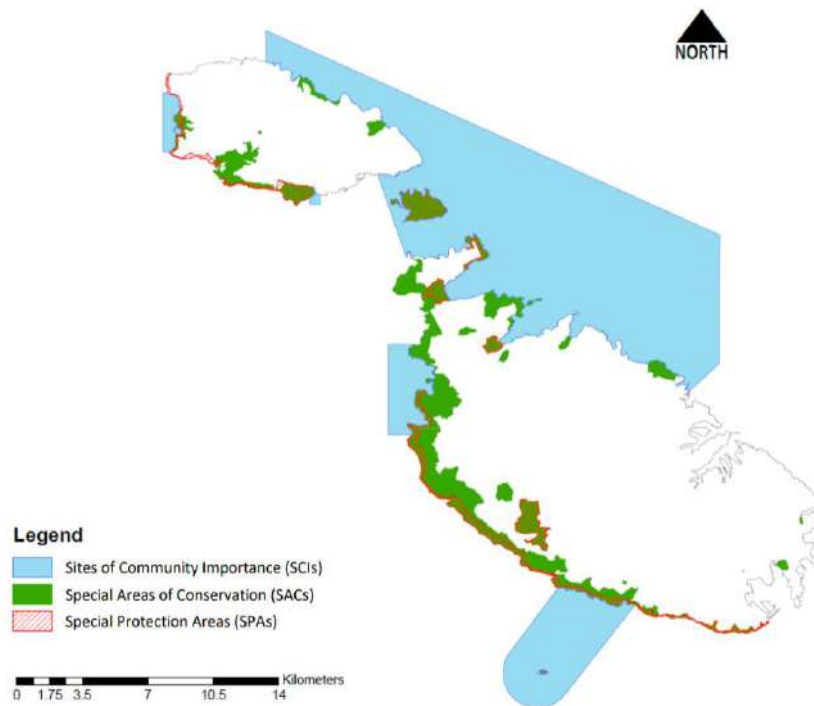 NORTH
Legend
Sites of Community Importance (SCIs)
Special Areas of Conservation (SACs)
Special Protection Areas (SPAs)
Kilometers
0 1.75 3.5 7 10.5 14